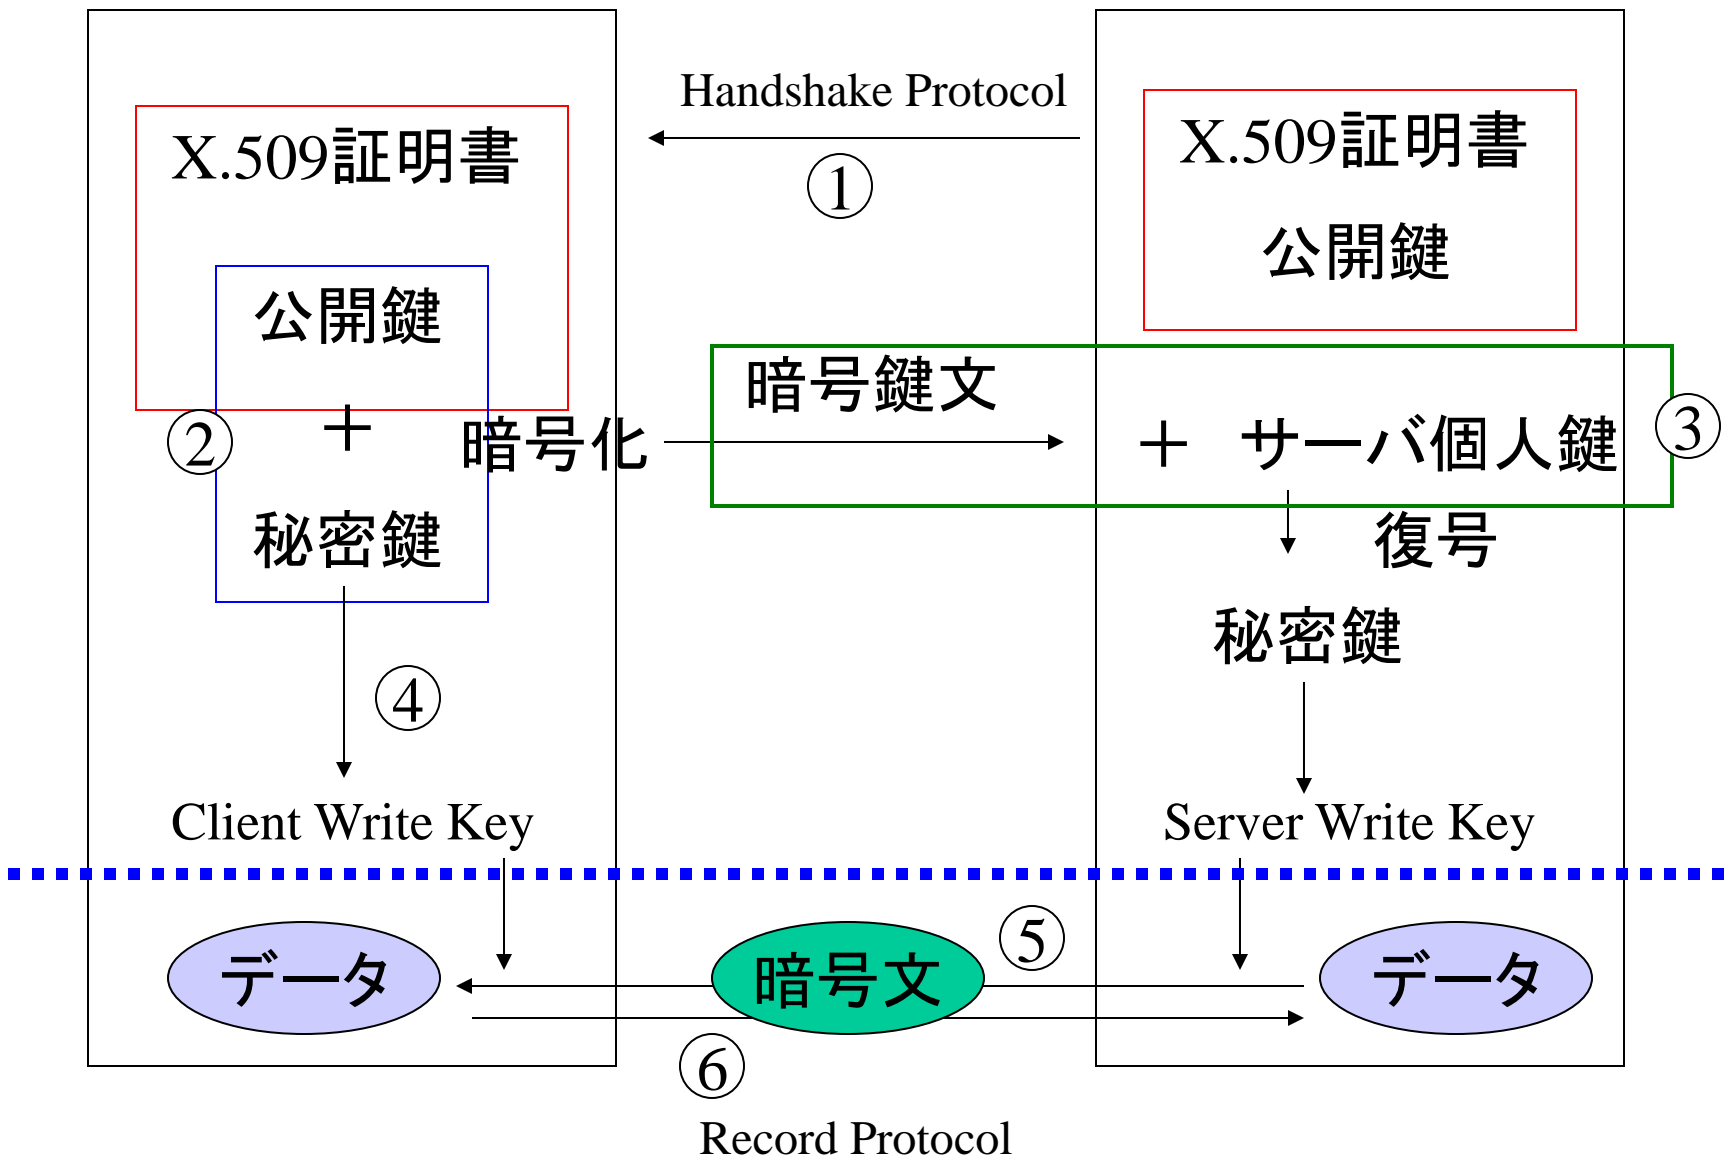 Handshake Protocol
①
X.509証明書
公開鍵
②
＋
秘密鍵
暗号化
X.509証明書
公開鍵
暗号鍵文
＋ サーバ個人鍵
③
復号
秘密鍵
④
Client Write Key
Server Write Key
データ
暗号文
⑤
データ
⑥
Record Protocol